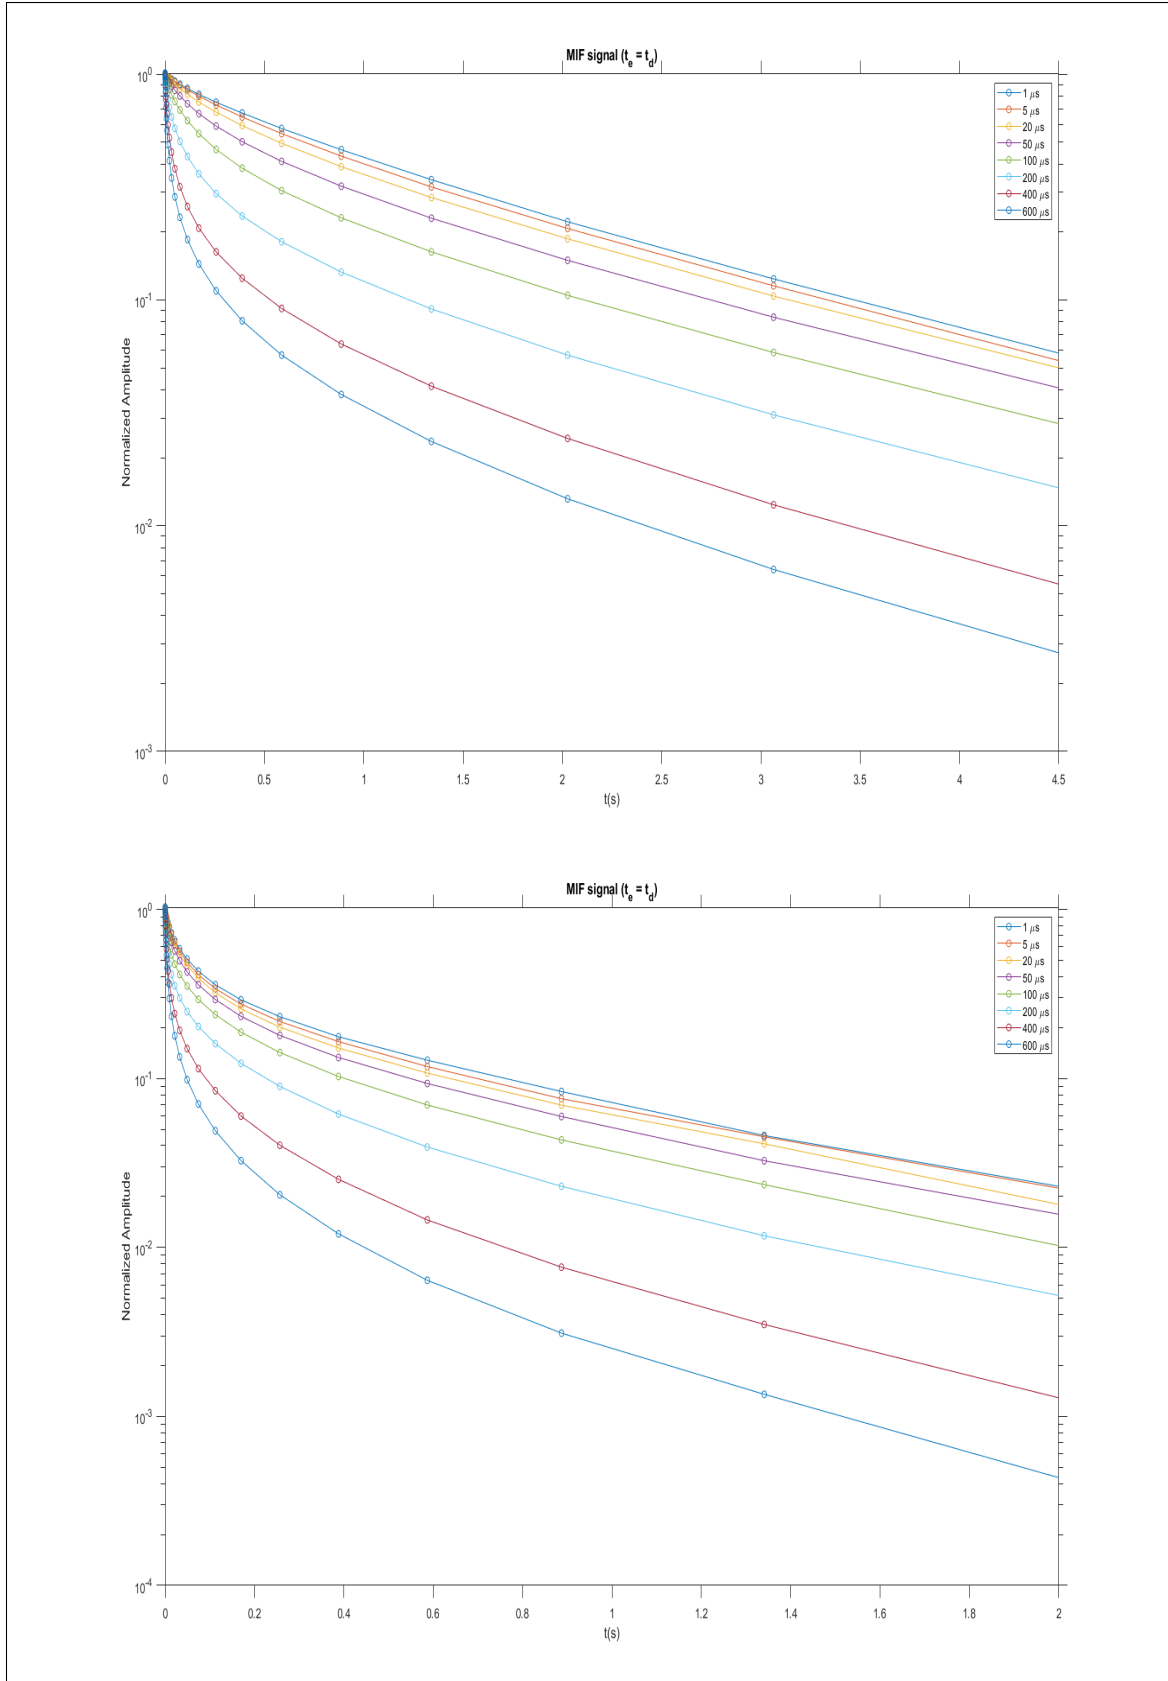 MIF signal (t_e = t_d)
10^0
10^-1
10^-2
10^-3
Normalized Amplitude
1 μs
5 μs
20 μs
50 μs
100 μs
200 μs
400 μs
600 μs
0 0.5 1 1.5 2 2.5 3 3.5 4 4.5
t(s)
MIF signal (t_e = t_d)
10^0
10^-1
10^-2
10^-3
10^-4
Normalized Amplitude
1 μs
5 μs
20 μs
50 μs
100 μs
200 μs
400 μs
600 μs
0 0.2 0.4 0.6 0.8 1 1.2 1.4 1.6 1.8 2
t(s)